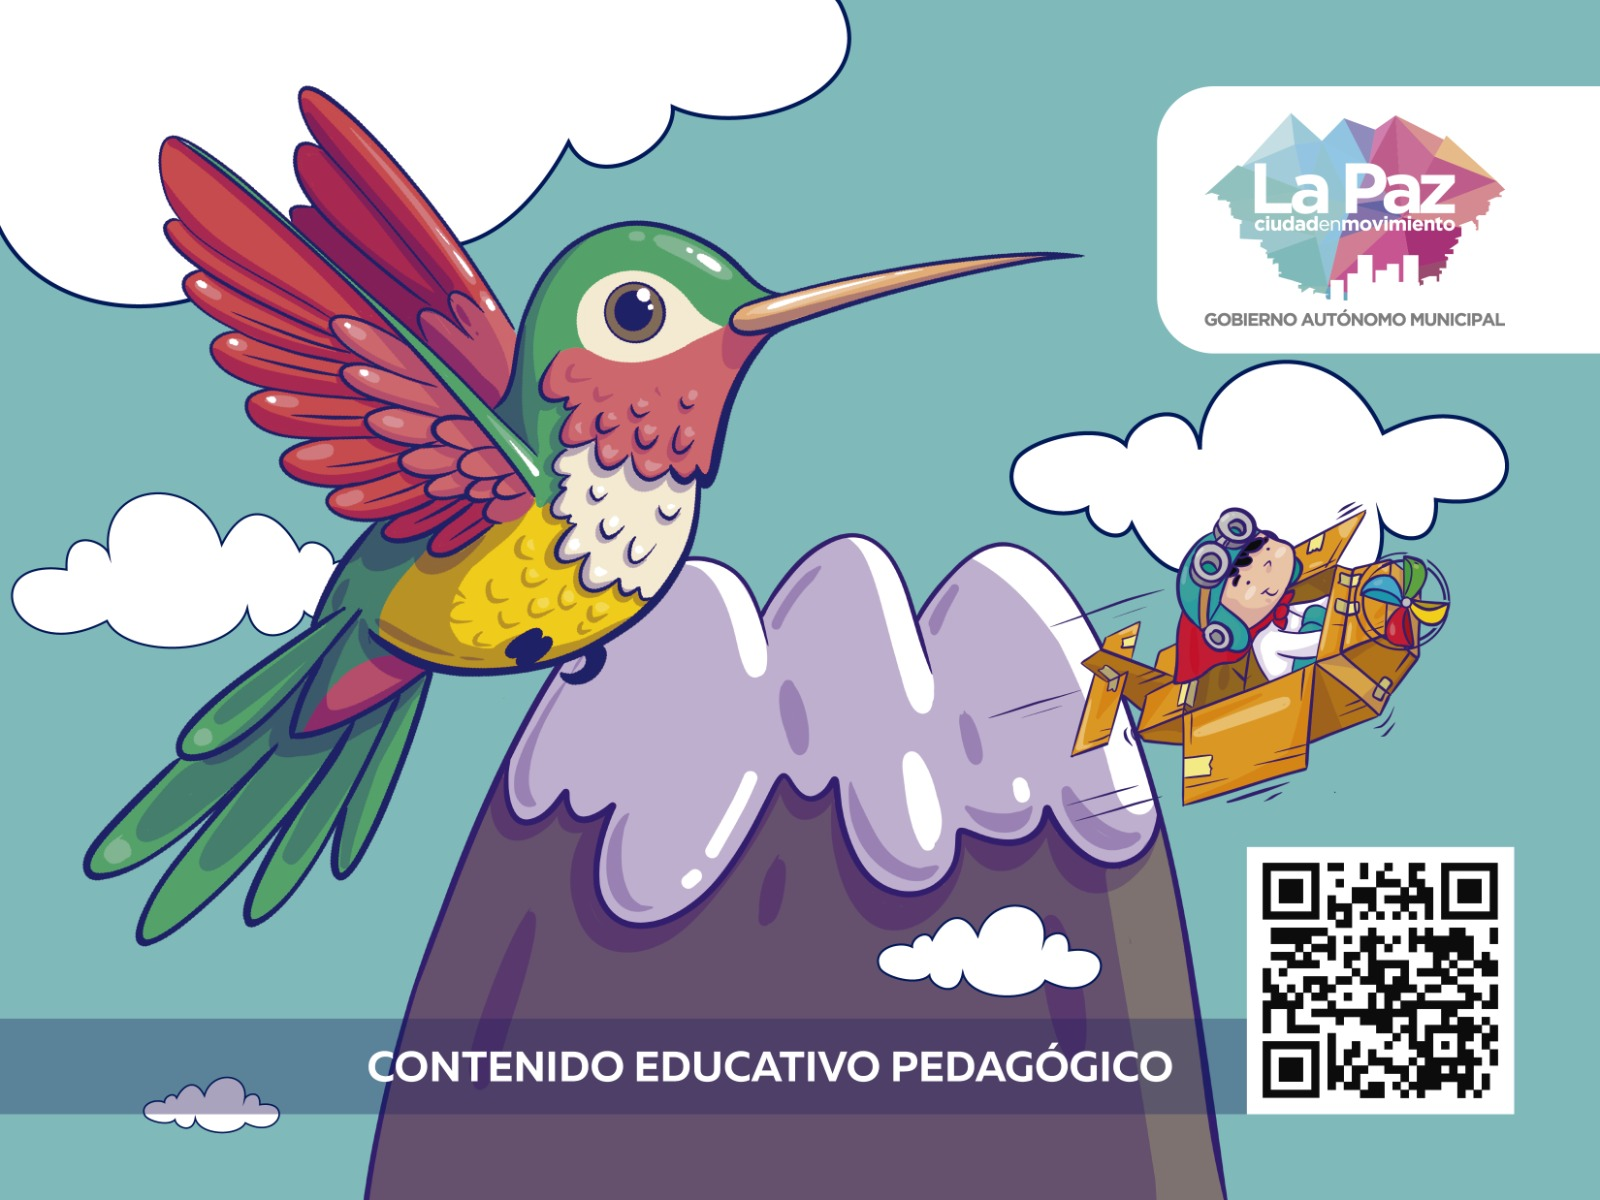 La Paz
ciudadenmovimiento
GOBIERNO AUTÓNOMO MUNICIPAL
CONTENIDO EDUCATIVO PEDAGÓGICO